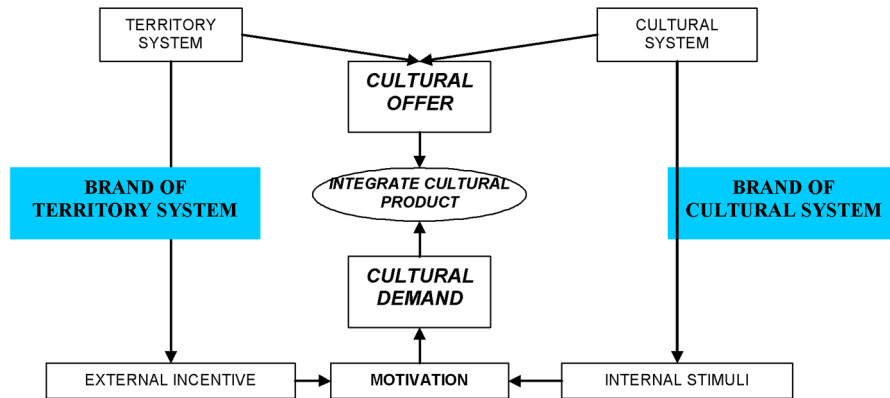 TERRITORY
SYSTEM
CULTURAL
SYSTEM
CULTURAL
OFFER
BRAND OF
TERRITORY SYSTEM
INTEGRATE CULTURAL
PRODUCT
BRAND OF
CULTURAL SYSTEM
CULTURAL
DEMAND
EXTERNAL INCENTIVE
MOTIVATION
INTERNAL STIMULI